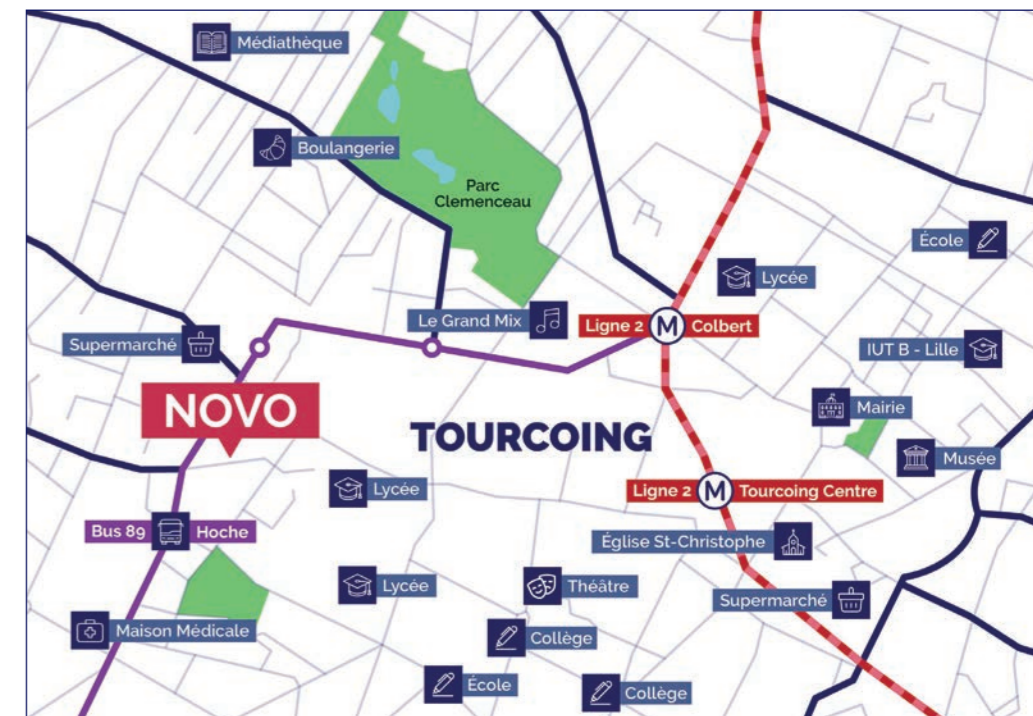 Médiathèque
Boulangerie
Parc
Clemenceau
École
Lycée
Le Grand Mix
Ligne 2 M Colbert
Supermarché
IUT B - Lille
NOVO
Mairie
TOURCOING
Musée
Lycée
Ligne 2 M Tourcoing Centre
Bus 89 Hoche
Église St-Christophe
Lycée
Théâtre
Supermarché
Maison Médicale
Collège
École
Collège